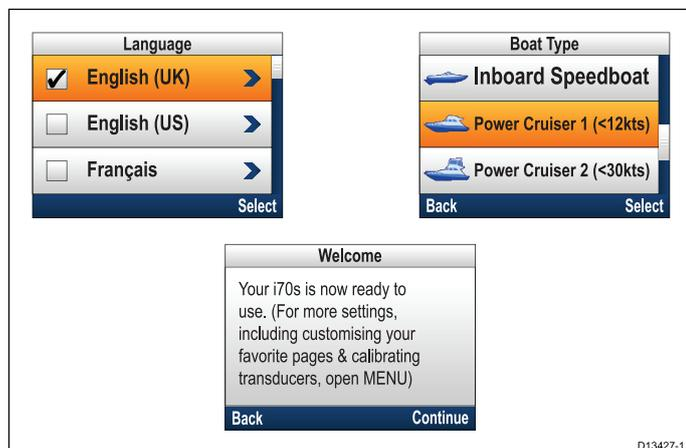 Language
English (UK)
English (US)
Français
Select
Boat Type
Inboard Speedboat
Power Cruiser 1 (<12kts)
Power Cruiser 2 (<30kts)
Back Select
Welcome
Your i70s is now ready to
use. (For more settings,
including customising your
favorite pages & calibrating
transducers, open MENU)
Back Continue
D13427-1